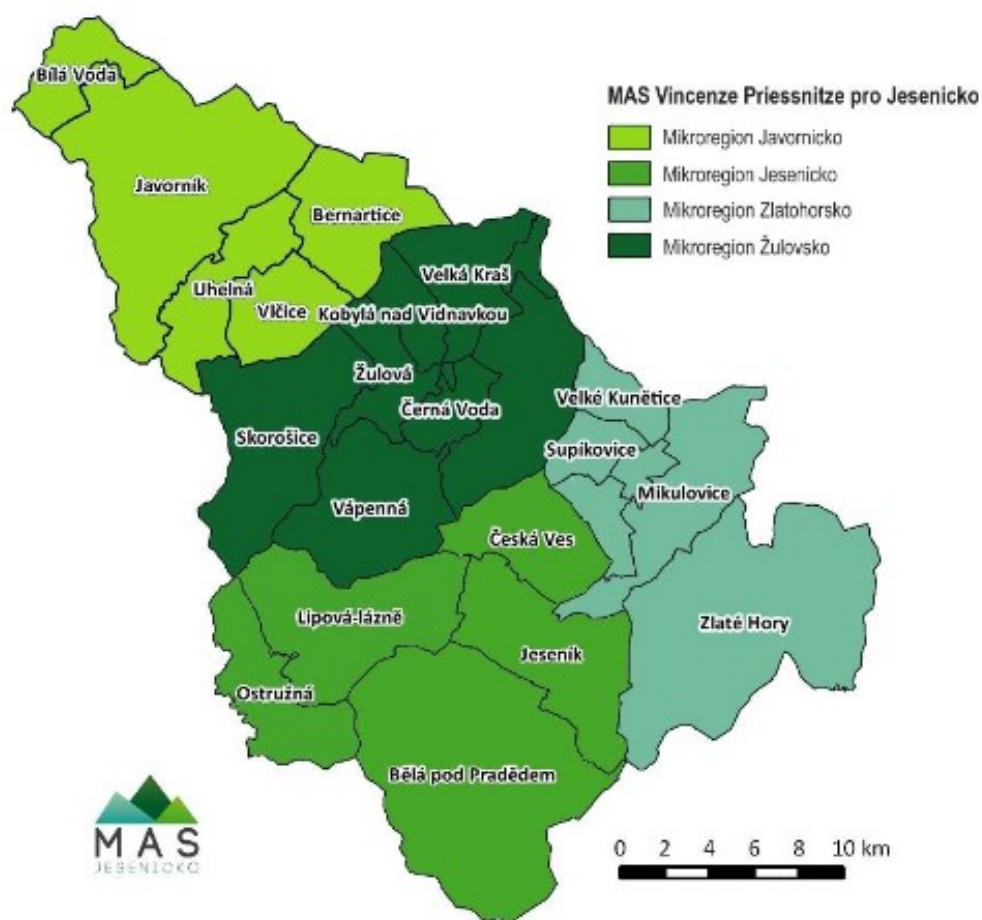 MAS Vincenze Priessnitze pro Jesenicko
Mikroregion Javornicko
Mikroregion Jesenicko
Mikroregion Zlatohorsko
Mikroregion Žulovsko
Bílá Voda
Javorník
Bernartice
Uhelná
Vlčice
Velká Kraš
Kobylá nad Vidnavkou
Žulová
Černá Voda
Skorošice
Vápenná
Velké Kunětice
Supíkovice
Mikulovice
Česká Ves
Zlaté Hory
Lipová-lázně
Jeseník
Ostružná
Bělá pod Pradědem
MAS
JESENICKO
0 2 4 6 8 10 km